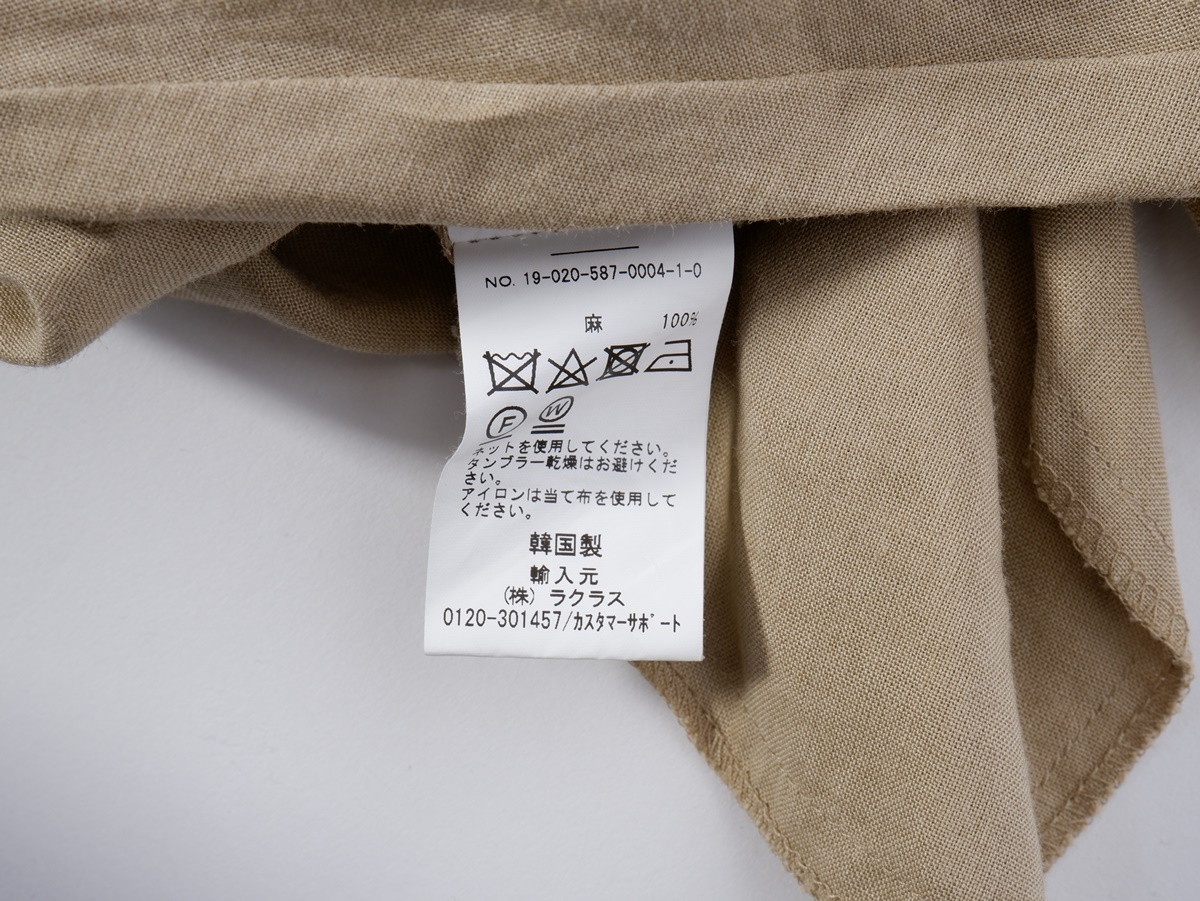 NO. 19-020-587-0004-1-0
麻 100%
F W
ネットを使用してください。
タンブラー乾燥はお避けくだ
さい。
アイロンは当て布を使用して
ください。
韓国製
輸入元
(株) ラクラス
0120-301457/ｶｽﾀﾏｰｻﾎﾟｰﾄ